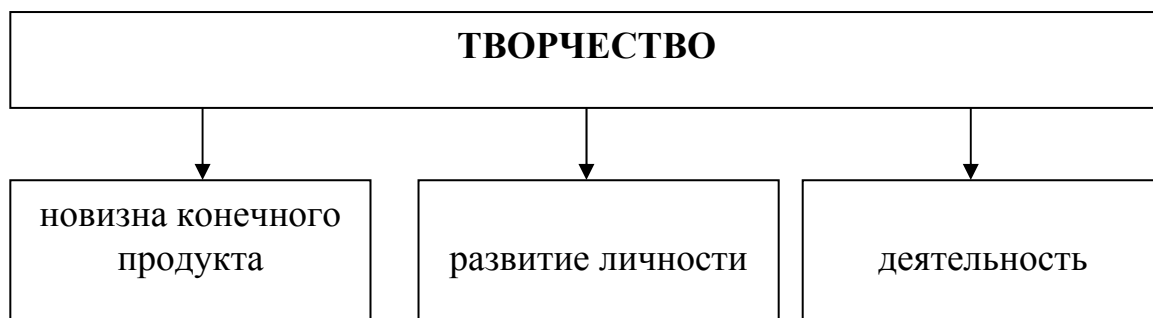 ТВОРЧЕСТВО
новизна конечного
продукта
развитие личности
деятельность